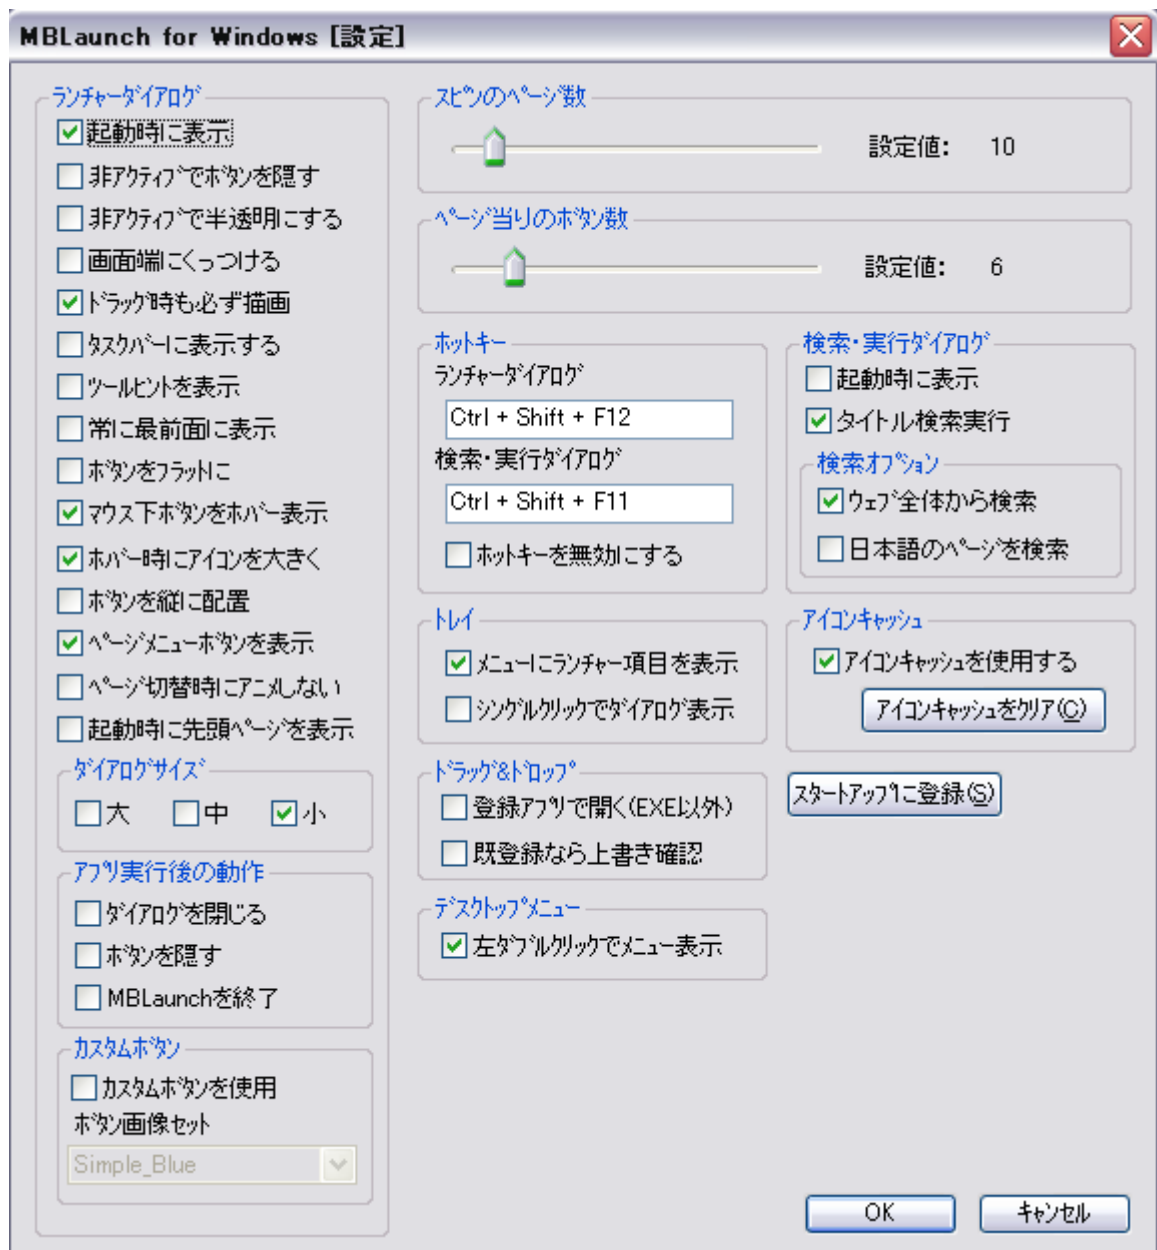 MBLaunch for Windows [設定]
ランチャーダイアログ
起動時に表示
非アクティブでボタンを隠す
非アクティブで半透明にする
画面端にくっつける
ドラッグ時も必ず描画
タスクバーに表示する
ツールヒントを表示
常に最前面に表示
ボタンをフラットに
マウス下ボタンをホバー表示
ホバー時にアイコンを大きく
ボタンを縦に配置
ページメニューボタンを表示
ページ切替時にアニメしない
起動時に先頭ページを表示
ダイアログサイズ
大 中 小
アプリ実行後の動作
ダイアログを閉じる
ボタンを隠す
MBLaunchを終了
カスタムボタン
カスタムボタンを使用
ボタン画像セット
Simple_Blue
スピンのページ数
設定値: 10
ページ当りのボタン数
設定値: 6
ホットキー
ランチャーダイアログ
Ctrl + Shift + F12
検索・実行ダイアログ
Ctrl + Shift + F11
ホットキーを無効にする
検索・実行ダイアログ
起動時に表示
タイトル検索実行
検索オプション
ウェブ全体から検索
日本語のページを検索
トレイ
メニューにランチャー項目を表示
シングルクリックでダイアログ表示
アイコンキャッシュ
アイコンキャッシュを使用する
アイコンキャッシュをクリア(C)
ドラッグ&ドロップ
登録アプリで開く(EXE以外)
既登録なら上書き確認
スタートアップに登録(S)
デスクトップメニュー
左ダブルクリックでメニュー表示
OK キャンセル